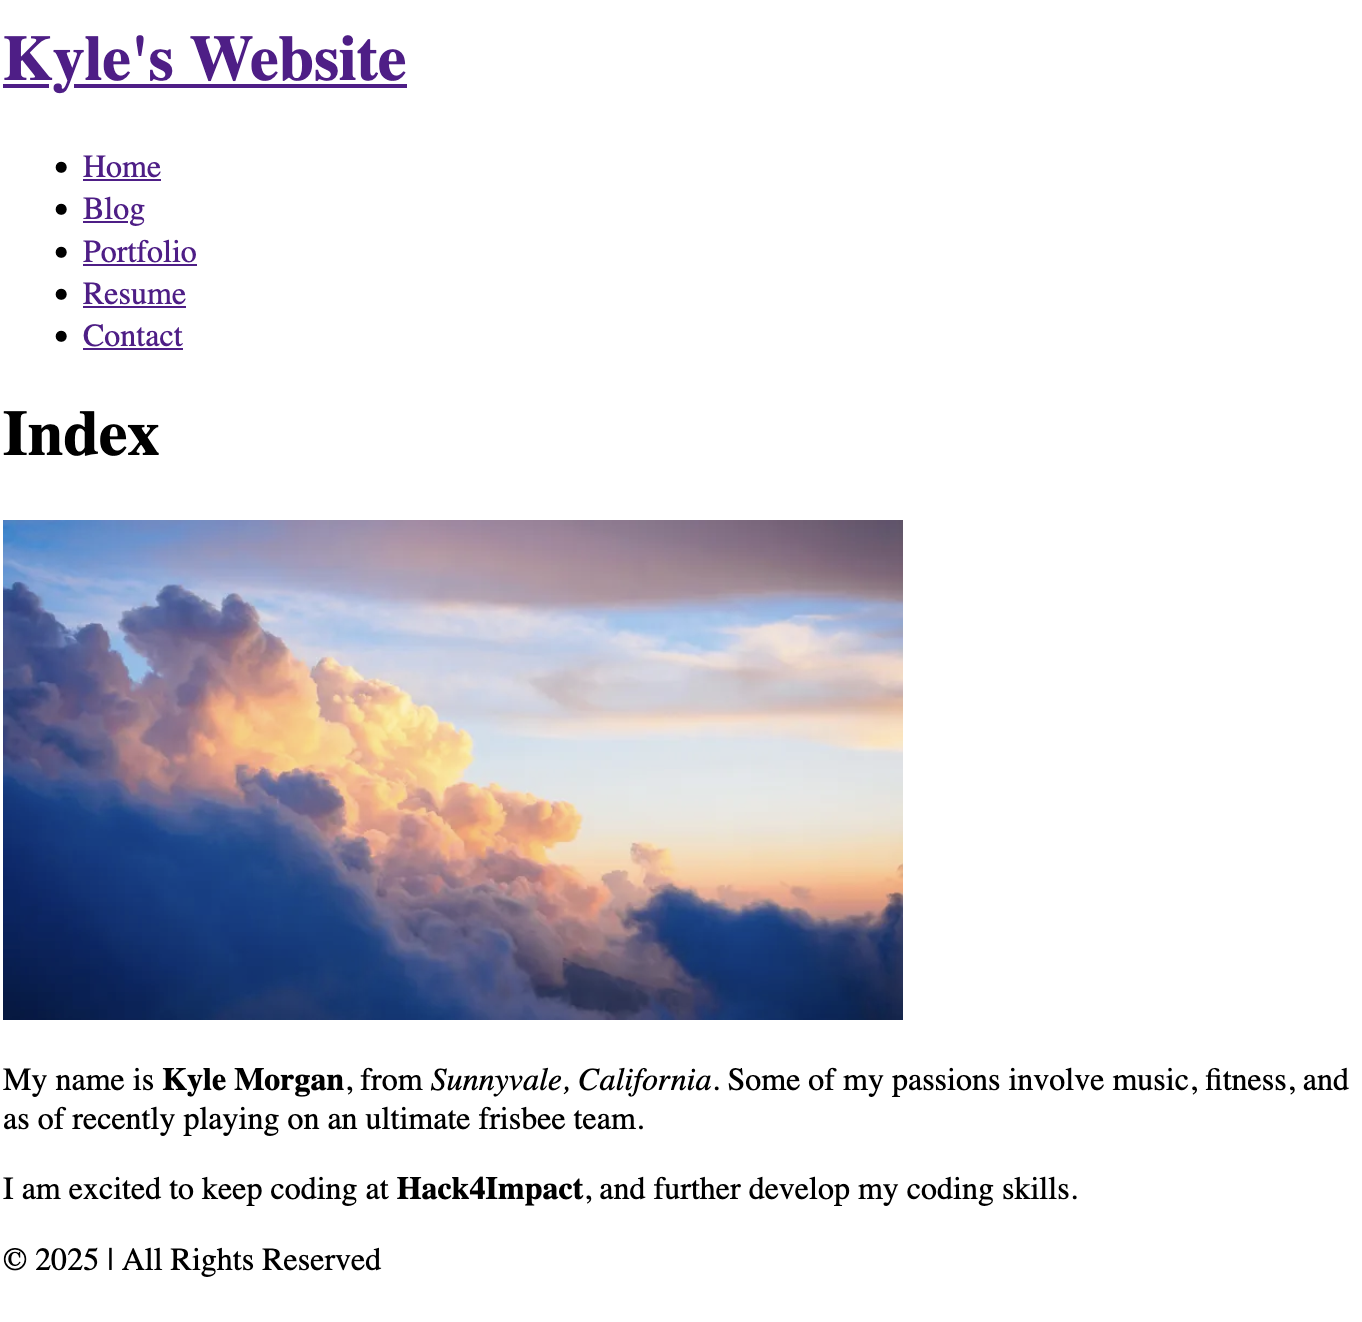 Kyle's Website
Home
Blog
Portfolio
Resume
Contact
Index
My name is Kyle Morgan, from Sunnyvale, California. Some of my passions involve music, fitness, and
as of recently playing on an ultimate frisbee team.
I am excited to keep coding at Hack4Impact, and further develop my coding skills.
© 2025 | All Rights Reserved